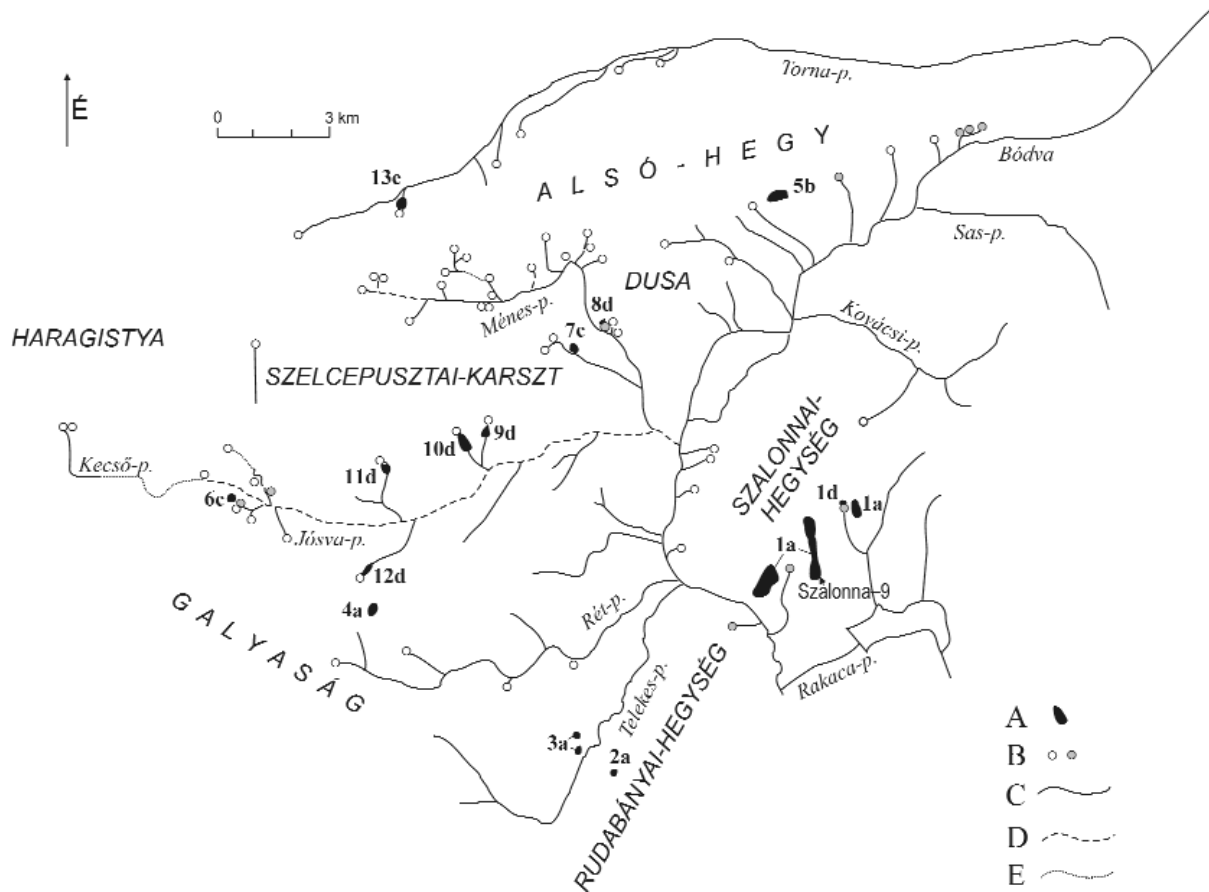 Torna-p.
É
0 3 km
ALSÓ-HEGY
Bódva
13c
5b
Sas-p.
DUSA
Ménes-p.
8d
HARAGISTYA
7c
Kovácsi-p.
SZELCEPUSZTAI-KARSZT
9d
10d
SZALONNAI-
HEGYSÉG
Kecső-p.
11d
6c
1d
1a
Jósva-p.
1a
12d
Szalonna–9
4a
GALYASÁG
Rét-p.
Rakaca-p.
Telekes-p.
RUDABÁNYAI-HEGYSÉG
3a
2a
A
B
C
D
E